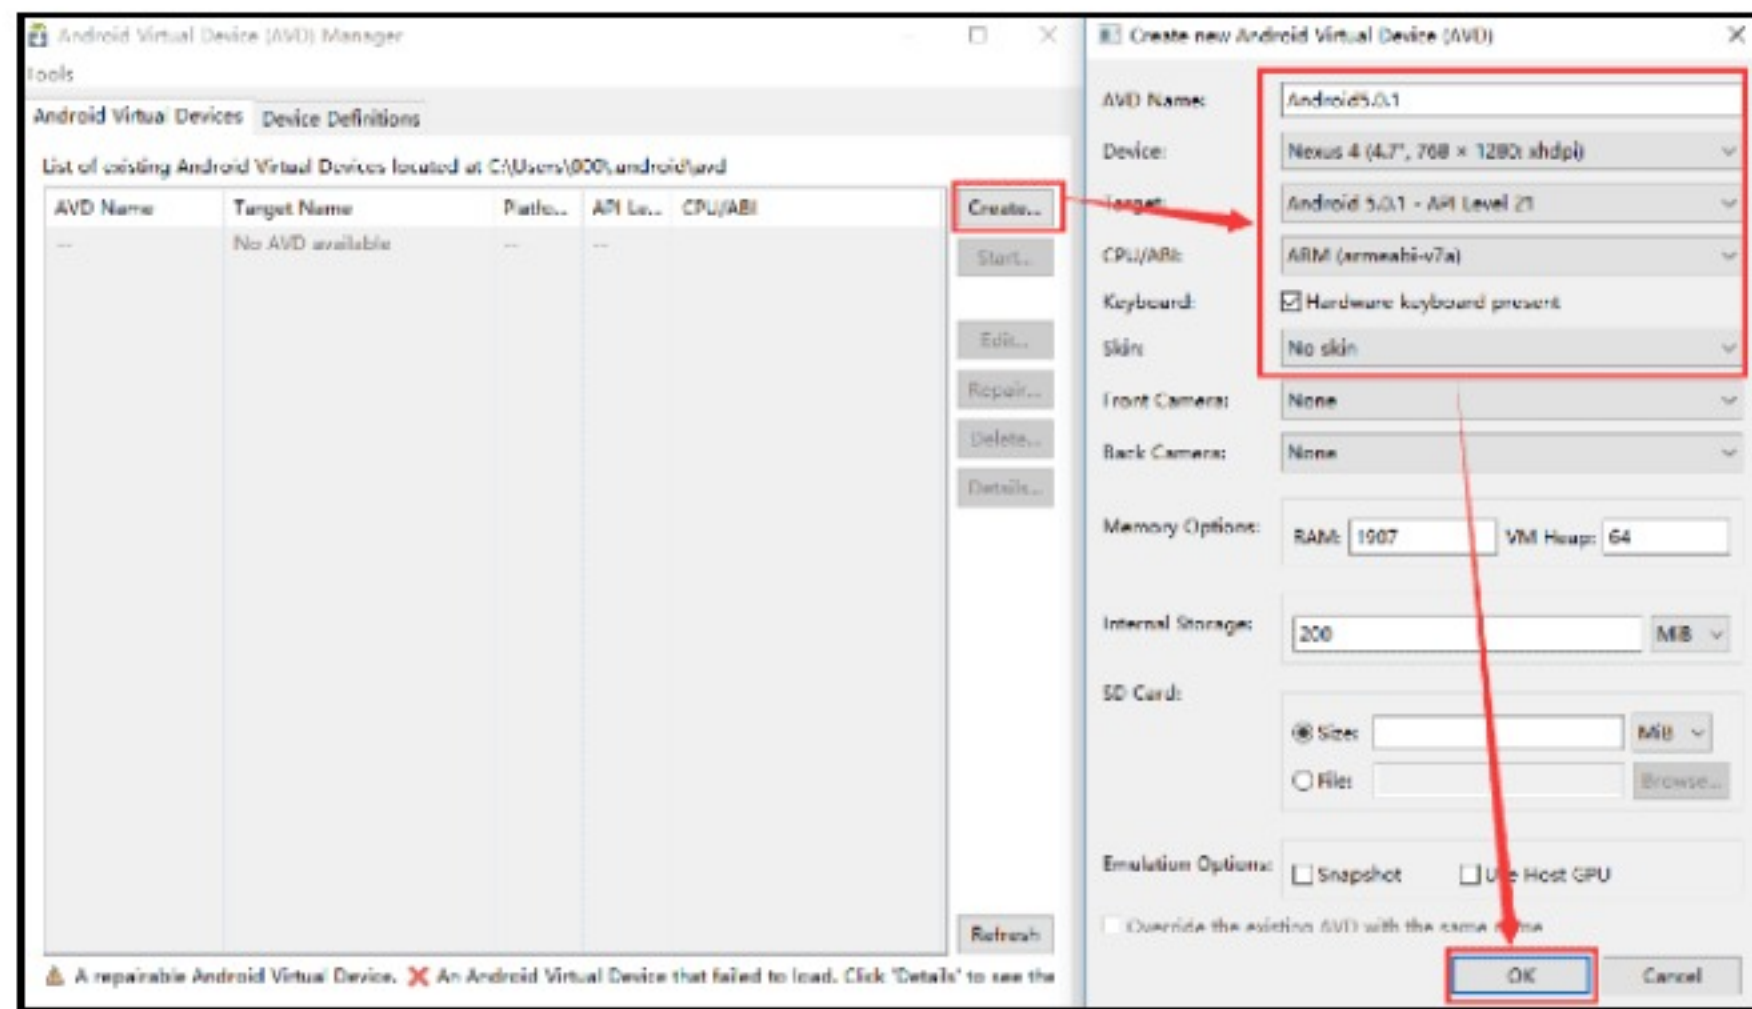 Android Virtual Device (AVD) Manager
Tools
Android Virtual Devices Device Definitions
List of existing Android Virtual Devices located at C:\Users\800\.android\avd
AVD Name Target Name Platfo... API Le... CPU/ABI
-- No AVD available -- --
Create...
Start...
Edit...
Repair...
Delete...
Details...
Refresh
A repairable Android Virtual Device. An Android Virtual Device that failed to load. Click 'Details' to see the
Create new Android Virtual Device (AVD)
AVD Name: Android5.0.1
Device: Nexus 4 (4.7", 768 × 1280: xhdpi)
Target: Android 5.0.1 - API Level 21
CPU/ABI: ARM (armeabi-v7a)
Keyboard: Hardware keyboard present
Skin: No skin
Front Camera: None
Back Camera: None
Memory Options: RAM: 1907 VM Heap: 64
Internal Storage: 200 MiB
SD Card:
Size: MiB
File: Browse...
Emulation Options: Snapshot Use Host GPU
Override the existing AVD with the same name
OK Cancel